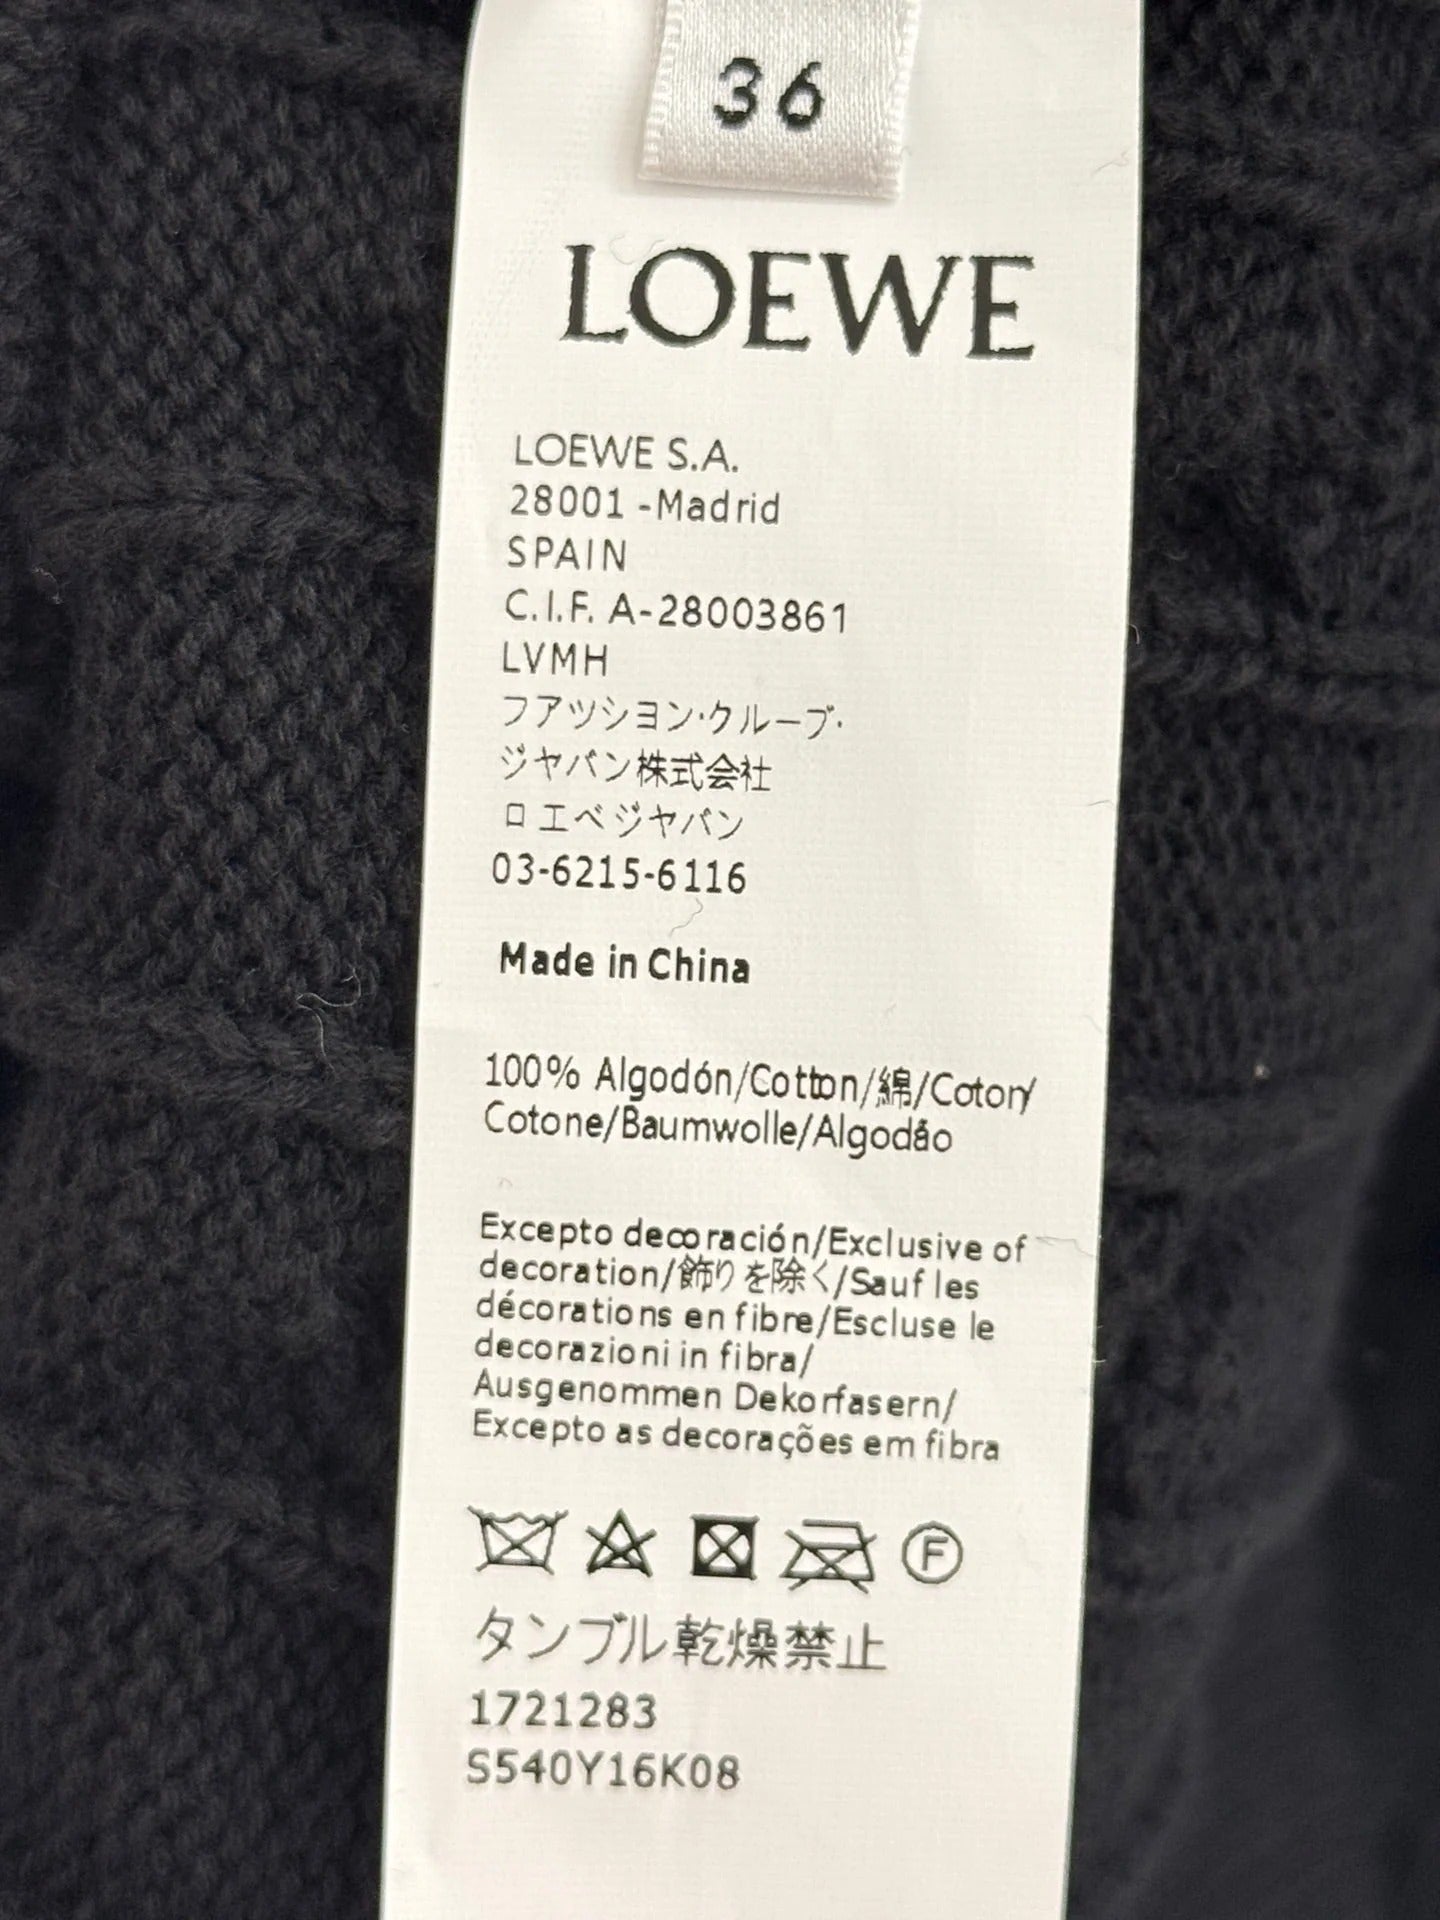 36
LOEWE
LOEWE S.A.
28001 -Madrid
SPAIN
C.I.F. A-28003861
LVMH
フアツシヨン·クループ·
ジヤパン株式会社
ロエベジヤパン
03-6215-6116
Made in China
100% Algodón/Cotton/綿/Coton/
Cotone/Baumwolle/Algodão
Excepto decoración/Exclusive of
decoration/飾りを除く/Sauf les
décorations en fibre/Escluse le
decorazioni in fibra/
Ausgenommen Dekorfasern/
Excepto as decorações em fibra
F
タンブル乾燥禁止
1721283
S540Y16K08